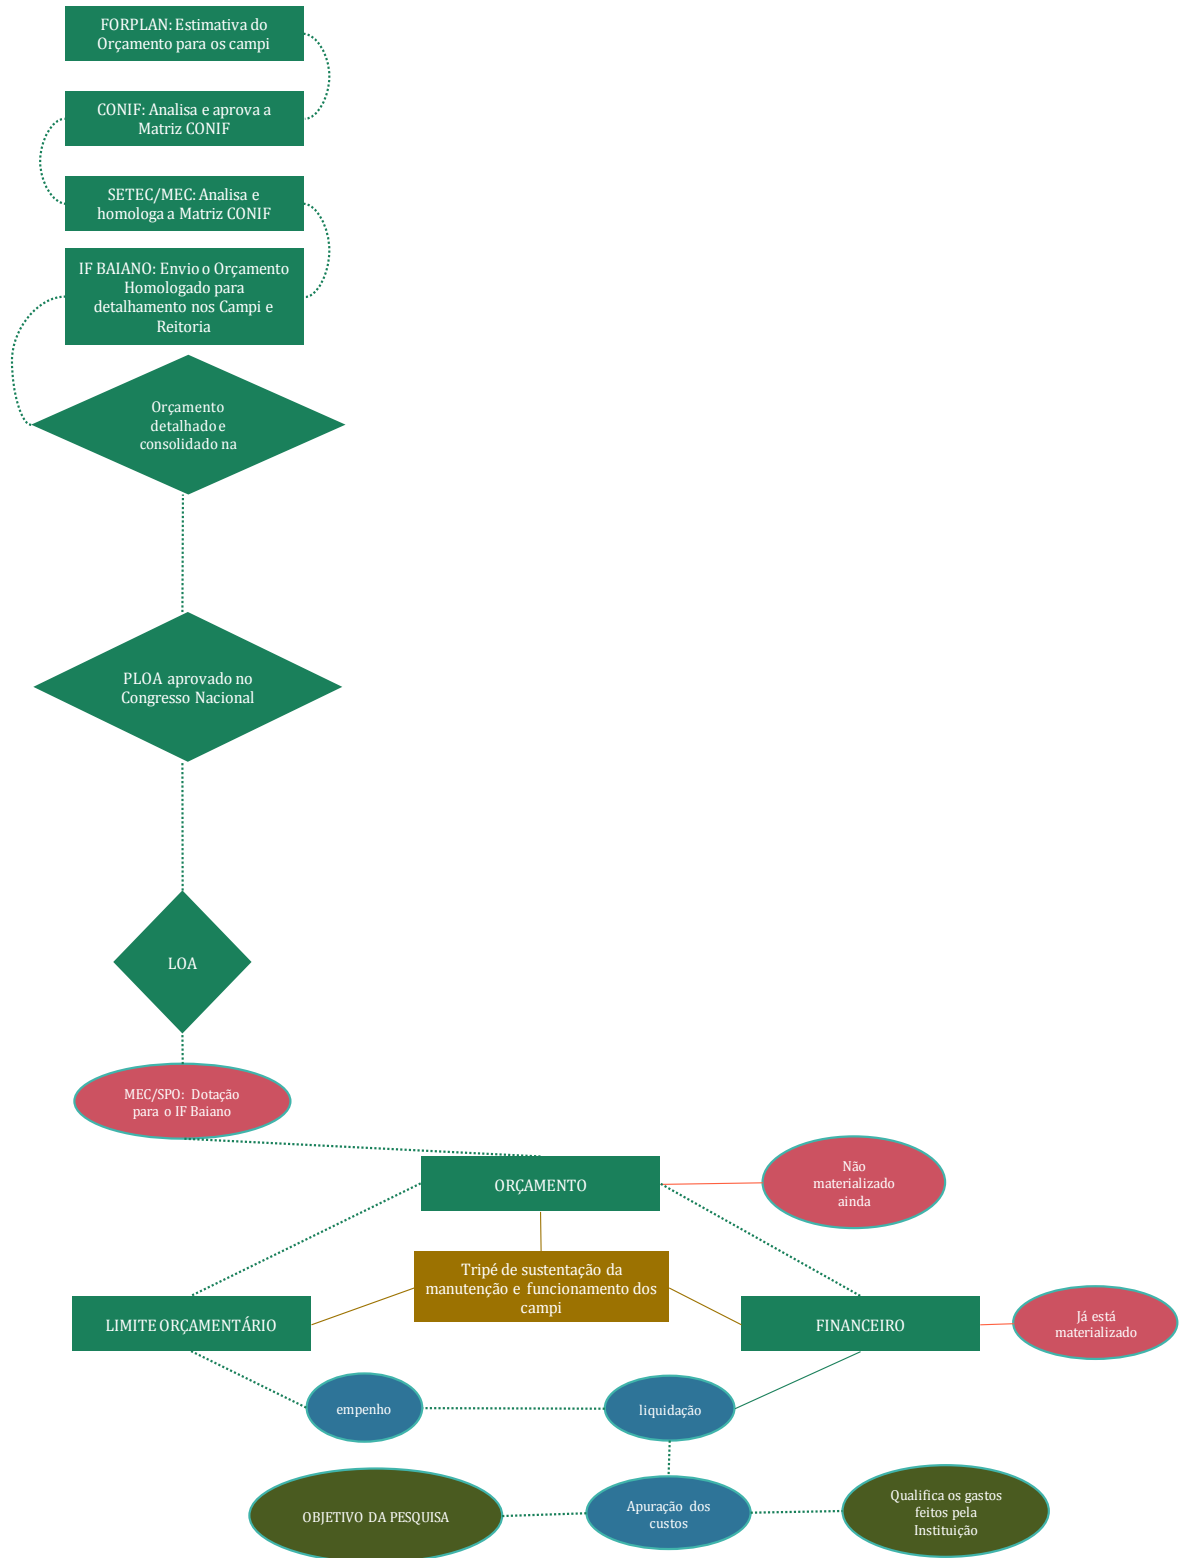 FORPLAN: Estimativa do
Orçamento para os campi
CONIF: Analisa e aprova a
Matriz CONIF
SETEC/MEC: Analisa e
homologa a Matriz CONIF
IF BAIANO: Envio o Orçamento
Homologado para
detalhamento nos Campi e
Reitoria
Orçamento
detalhado e
consolidado na
PLOA aprovado no
Congresso Nacional
LOA
MEC/SPO: Dotação
para o IF Baiano
ORÇAMENTO
Não
materializado
ainda
Tripé de sustentação da
manutenção e funcionamento dos
campi
LIMITE ORÇAMENTÁRIO
FINANCEIRO
Já está
materializado
empenho
liquidação
OBJETIVO DA PESQUISA
Apuração dos
custos
Qualifica os gastos
feitos pela
Instituição